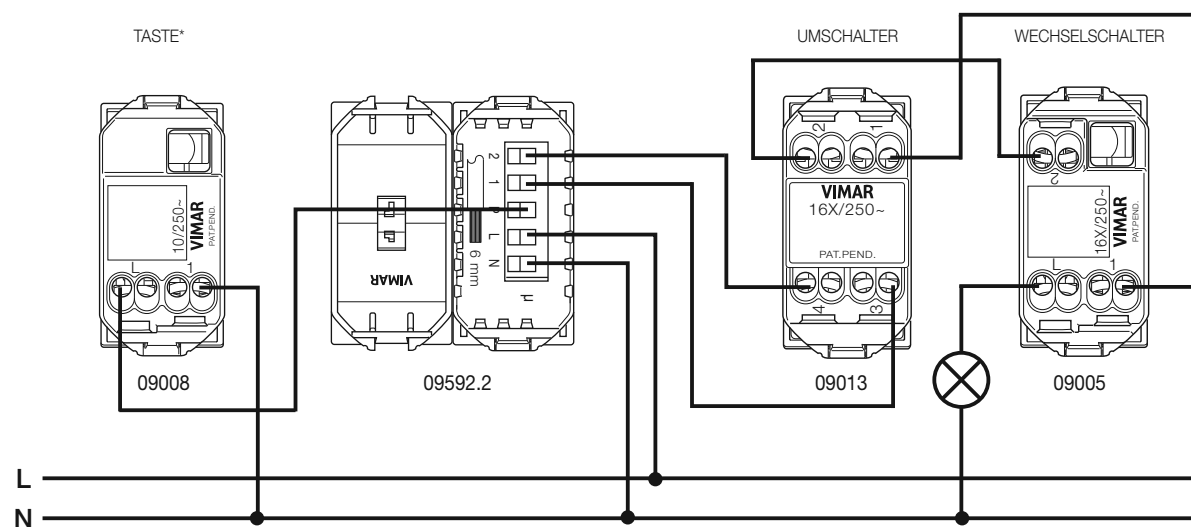 TASTE*
UMSCHALTER
WECHSELSCHALTER
L
1
10/250~
VIMAR
PAT.PEND.
09008
VIMAR
2
1
P
L
N
6 mm
µ
09592.2
2
1
VIMAR
16X/250~
PAT.PEND.
4
3
09013
2
16X/250~
VIMAR
PAT.PEND.
L
1
09005
L
N